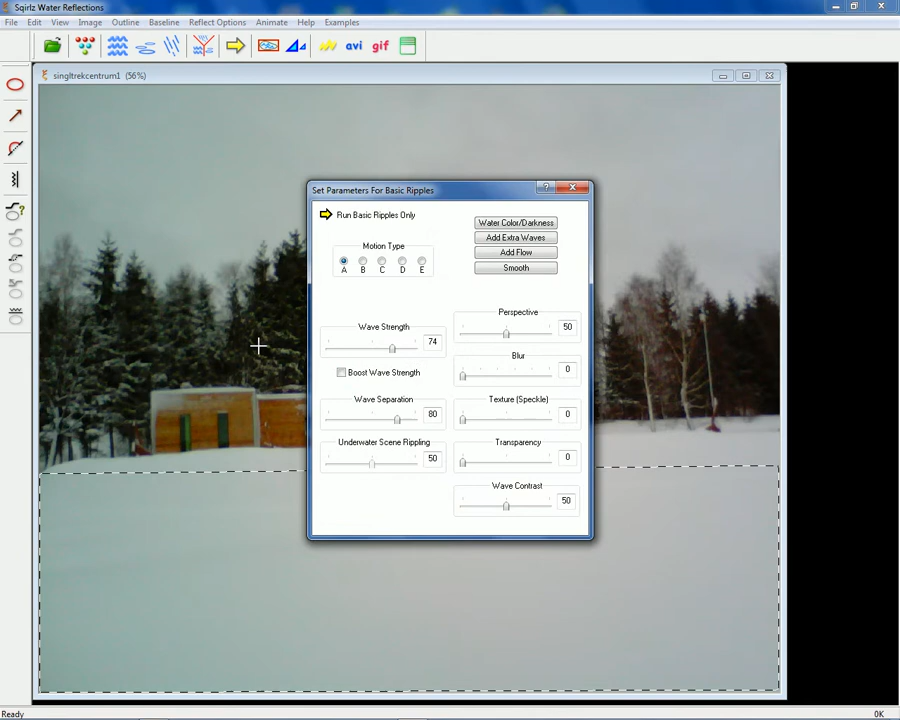 Sqirlz Water Reflections
File Edit View Image Outline Baseline Reflect Options Animate Help Examples
avi gif
singltrekcentrum1 (56%)
Set Parameters For Basic Ripples
?
Run Basic Ripples Only
Motion Type
A B C D E
Water Color/Darkness
Add Extra Waves
Add Flow
Smooth
Wave Strength
74
Boost Wave Strength
Wave Separation
80
Underwater Scene Rippling
50
Perspective
50
Blur
0
Texture (Speckle)
0
Transparency
0
Wave Contrast
50
Ready
0K